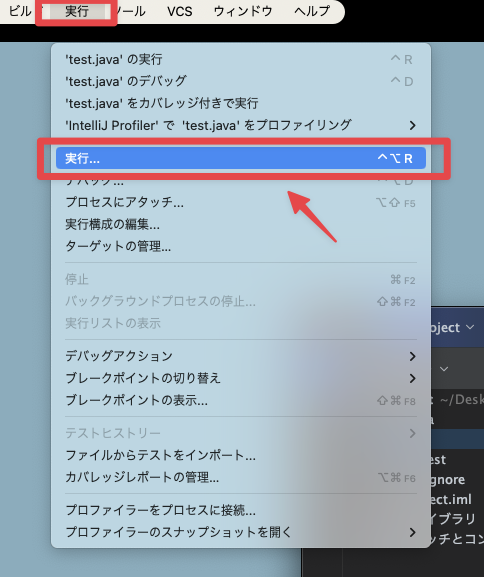 ビル 実行 ツール VCS ウィンドウ ヘルプ
'test.java' の実行 ^ R
'test.java' のデバッグ ^ D
'test.java' をカバレッジ付きで実行
'IntelliJ Profiler' で 'test.java' をプロファイリング
実行... ^⌥ R
デバッグ... ^⌥ D
プロセスにアタッチ... ⌥⇧ F5
実行構成の編集...
ターゲットの管理...
停止 ⌘ F2
バックグラウンドプロセスの停止... ⇧⌘ F2
実行リストの表示
oject
デバッグアクション
ブレークポイントの切り替え
ブレークポイントの表示... ⇧⌘ F8
~/Desk
テストヒストリー
ファイルからテストをインポート...
est
カバレッジレポートの管理... ⌥⌘ F6
gnore
ect.iml
プロファイラーをプロセスに接続...
イブラリ
プロファイラーのスナップショットを開く
ッチとコン